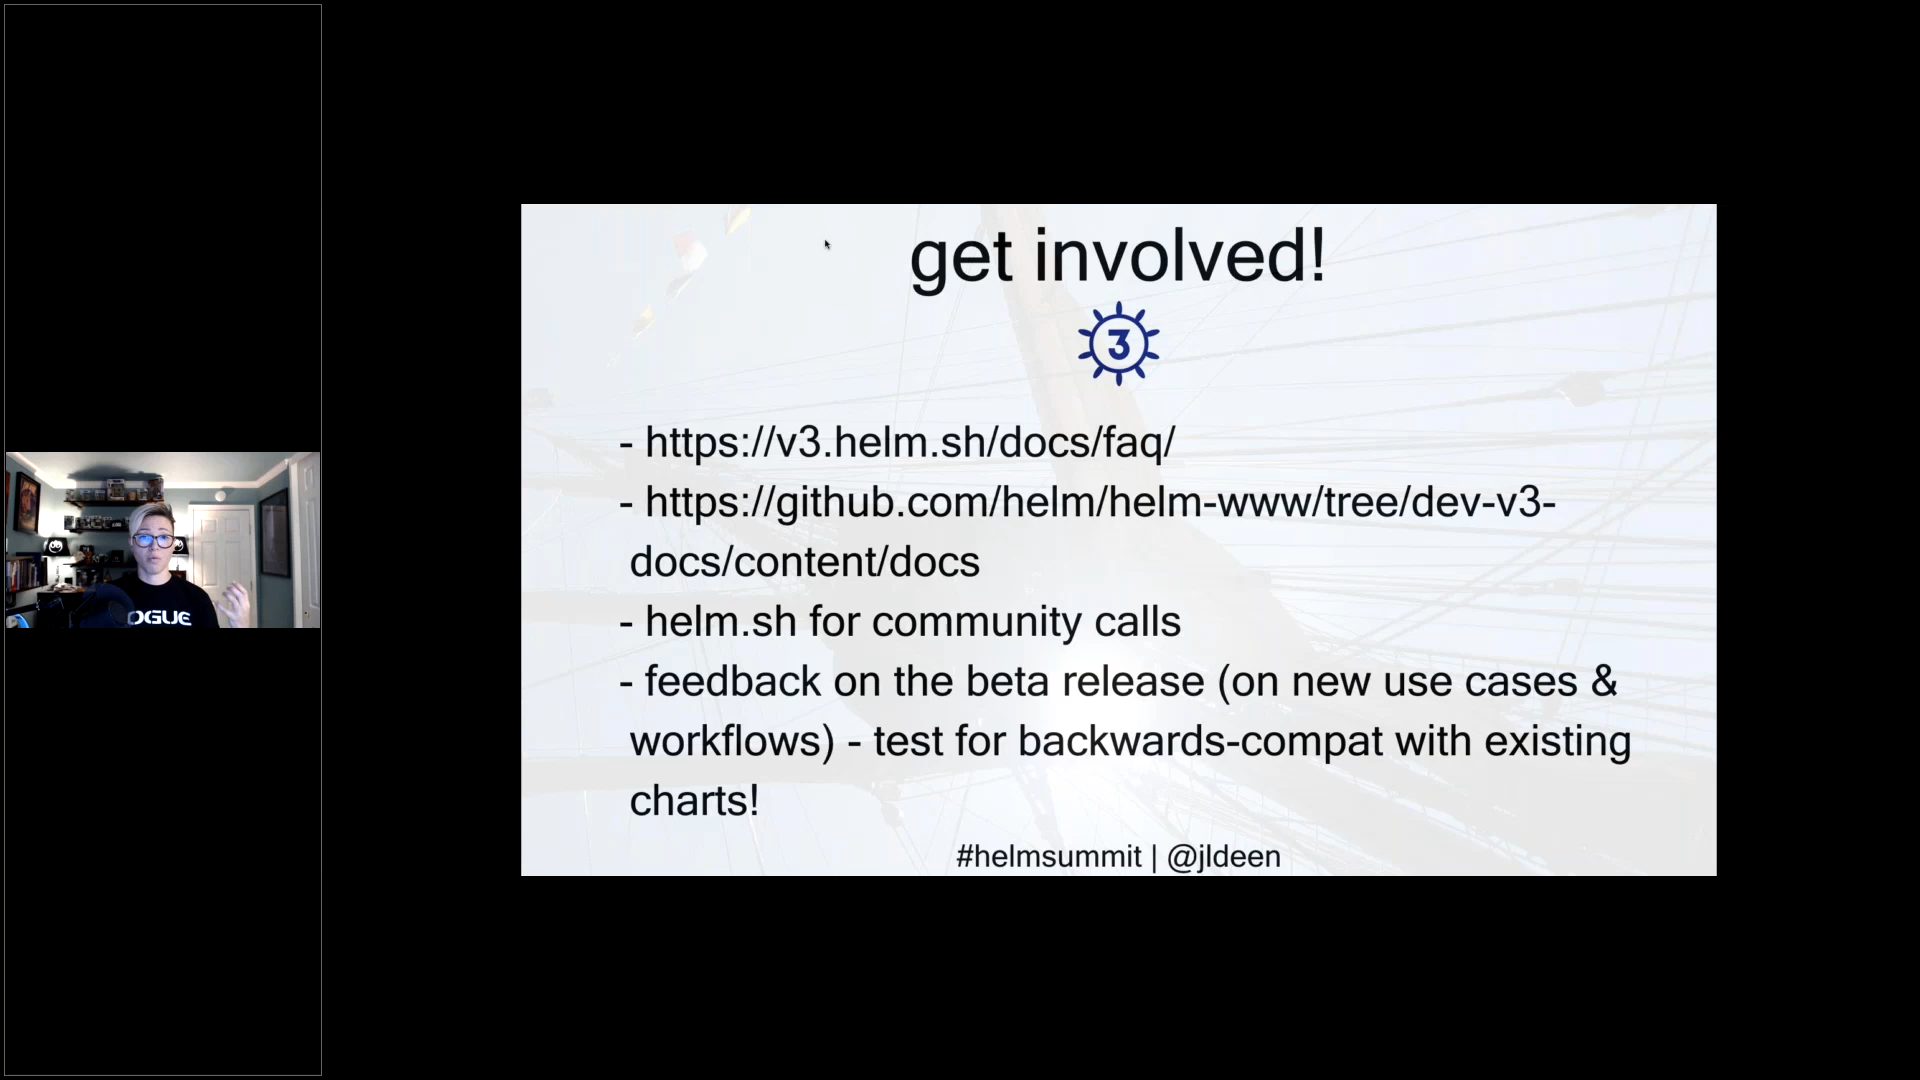 get involved!
3
- https://v3.helm.sh/docs/faq/
- https://github.com/helm/helm-www/tree/dev-v3-
docs/content/docs
- helm.sh for community calls
- feedback on the beta release (on new use cases &
workflows) - test for backwards-compat with existing
charts!
#helmsummit | @jldeen
OGUE